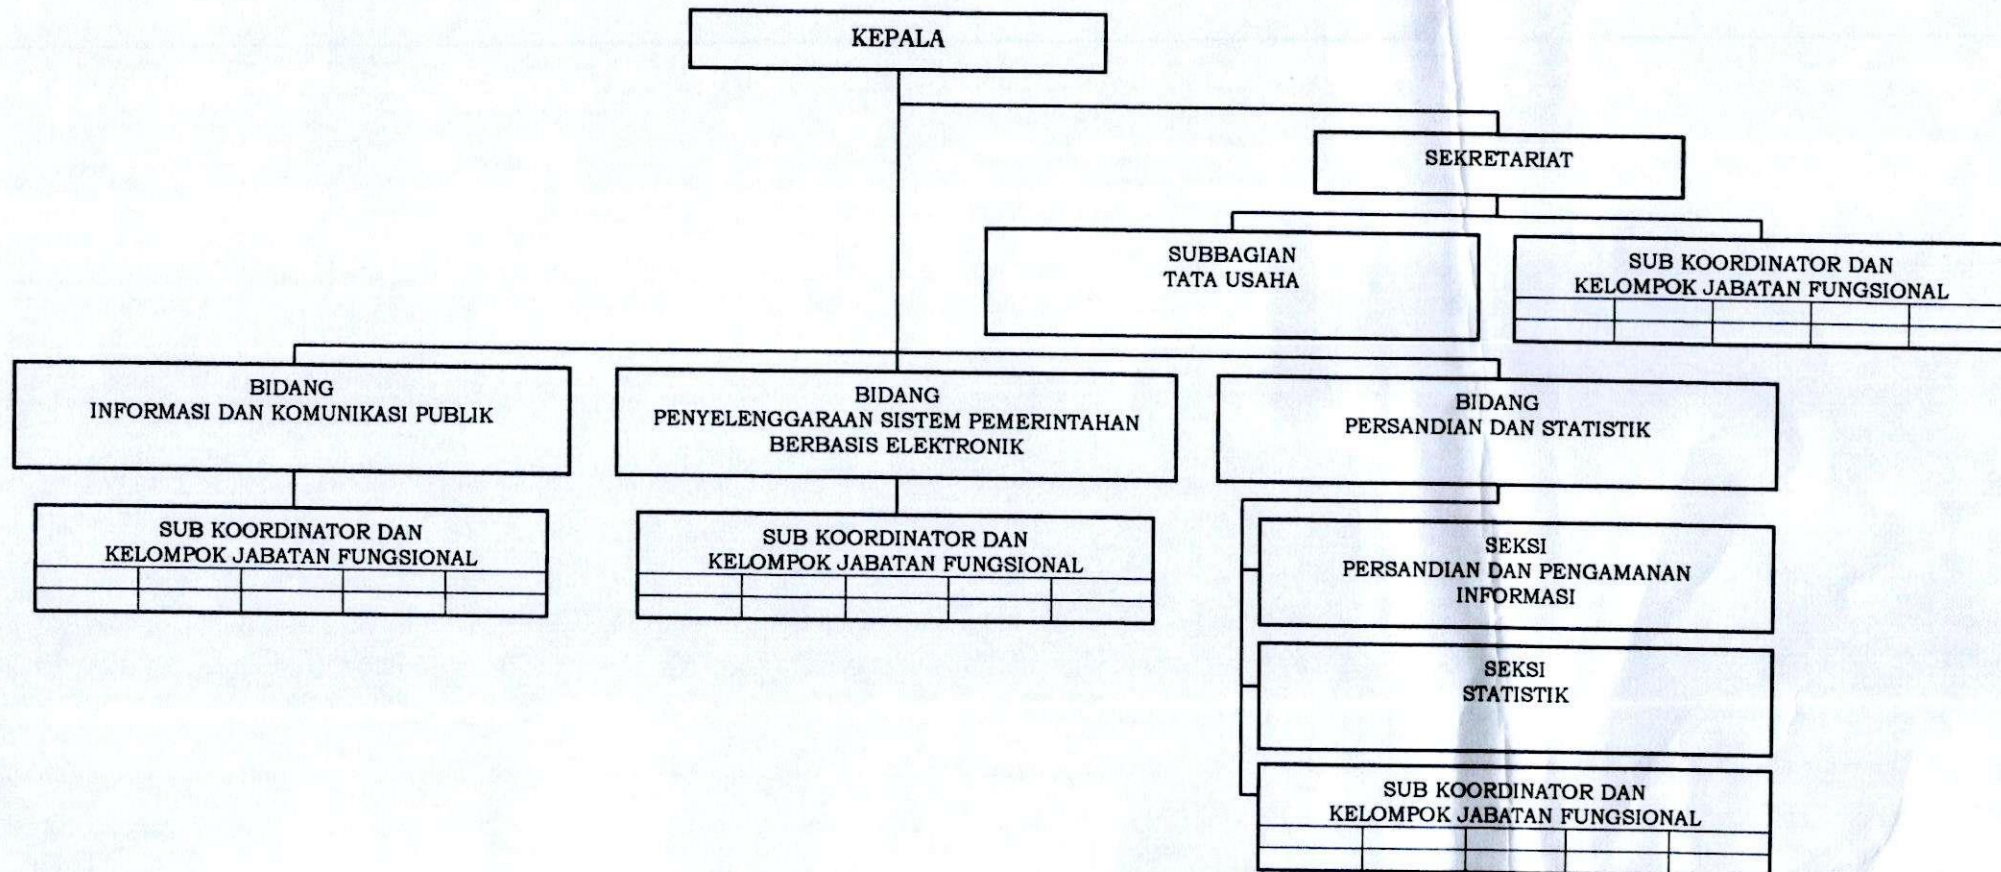 KEPALA
SEKRETARIAT
SUBBAGIAN
TATA USAHA
SUB KOORDINATOR DAN
KELOMPOK JABATAN FUNGSIONAL
BIDANG
INFORMASI DAN KOMUNIKASI PUBLIK
BIDANG
PENYELENGGARAAN SISTEM PEMERINTAHAN
BERBASIS ELEKTRONIK
BIDANG
PERSANDIAN DAN STATISTIK
SUB KOORDINATOR DAN
KELOMPOK JABATAN FUNGSIONAL
SUB KOORDINATOR DAN
KELOMPOK JABATAN FUNGSIONAL
SEKSI
PERSANDIAN DAN PENGAMANAN
INFORMASI
SEKSI
STATISTIK
SUB KOORDINATOR DAN
KELOMPOK JABATAN FUNGSIONAL